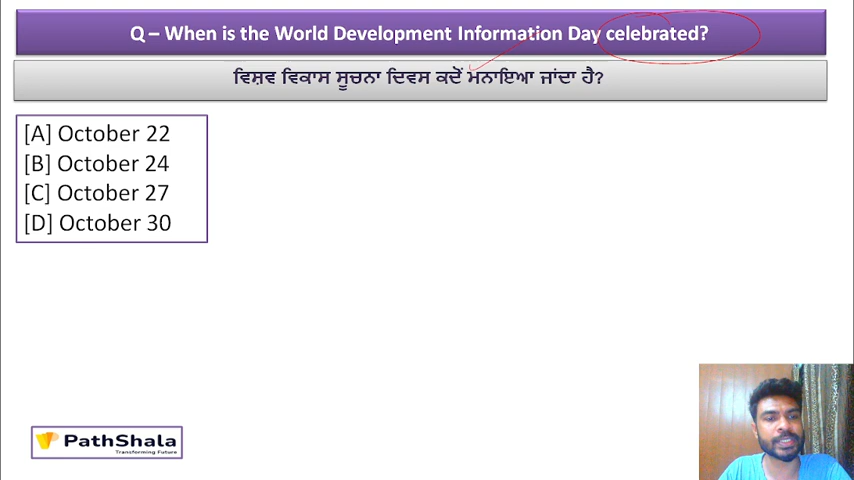 Q – When is the World Development Information Day celebrated?
ਵਿਸ਼ਵ ਵਿਕਾਸ ਸੂਚਨਾ ਦਿਵਸ ਕਦੋਂ ਮਨਾਇਆ ਜਾਂਦਾ ਹੈ?
[A] October 22
[B] October 24
[C] October 27
[D] October 30
PathShala
Transforming Future